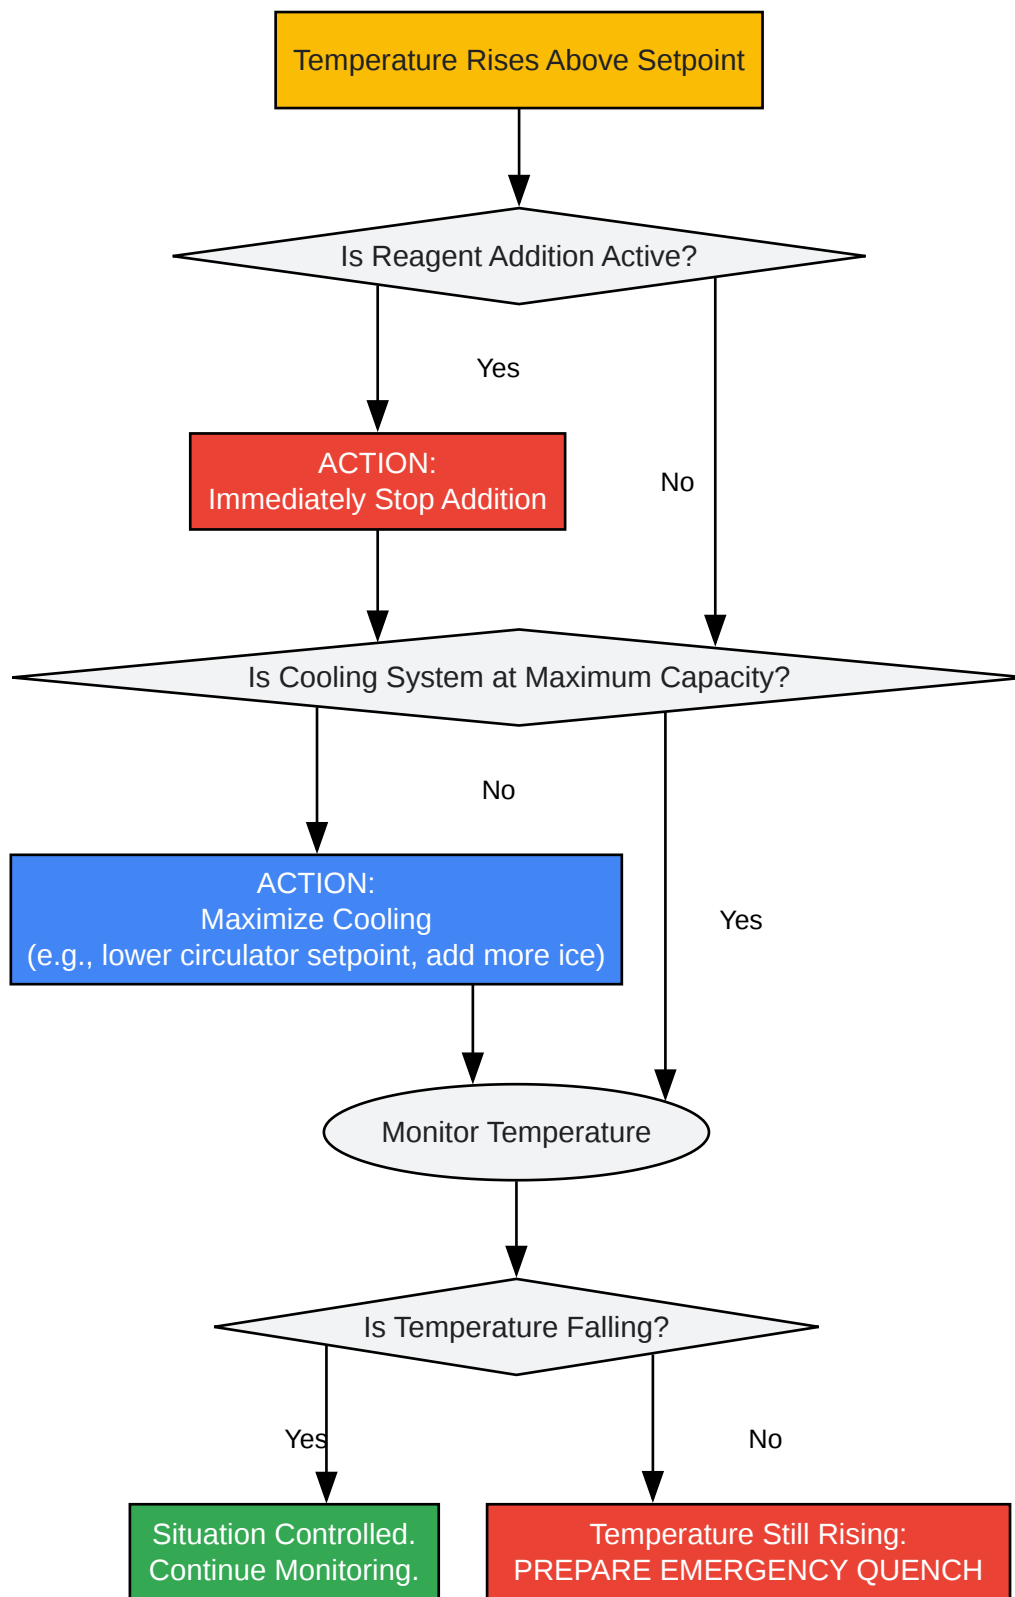 Temperature Rises Above Setpoint
Is Reagent Addition Active?
Yes
ACTION:
Immediately Stop Addition
No
Is Cooling System at Maximum Capacity?
No
ACTION:
Maximize Cooling
(e.g., lower circulator setpoint, add more ice)
Yes
Monitor Temperature
Is Temperature Falling?
Yes
No
Situation Controlled.
Continue Monitoring.
Temperature Still Rising:
PREPARE EMERGENCY QUENCH